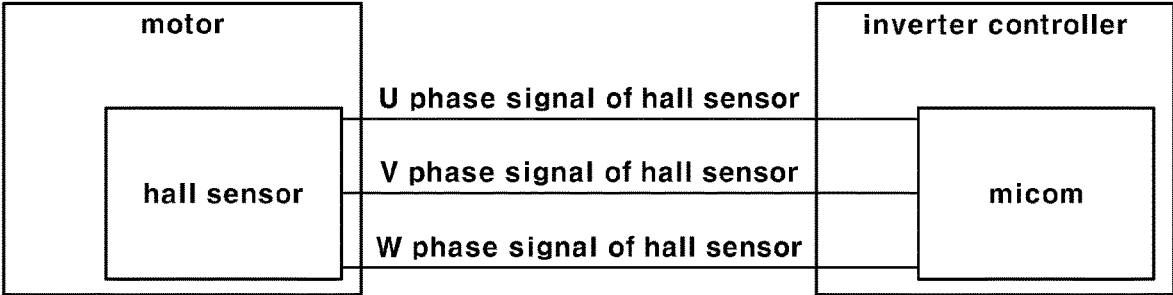 motor
inverter controller
U phase signal of hall sensor
V phase signal of hall sensor
hall sensor
micom
W phase signal of hall sensor